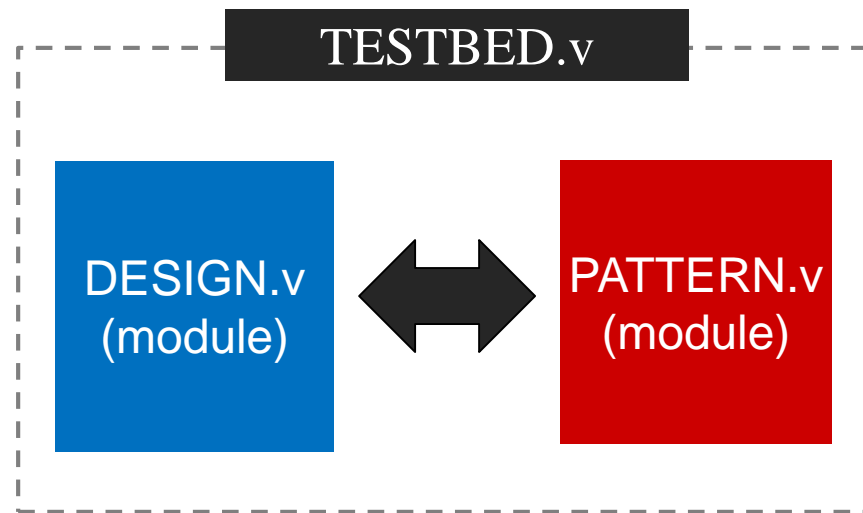 TESTBED.v
DESIGN.v
(module)
PATTERN.v
(module)